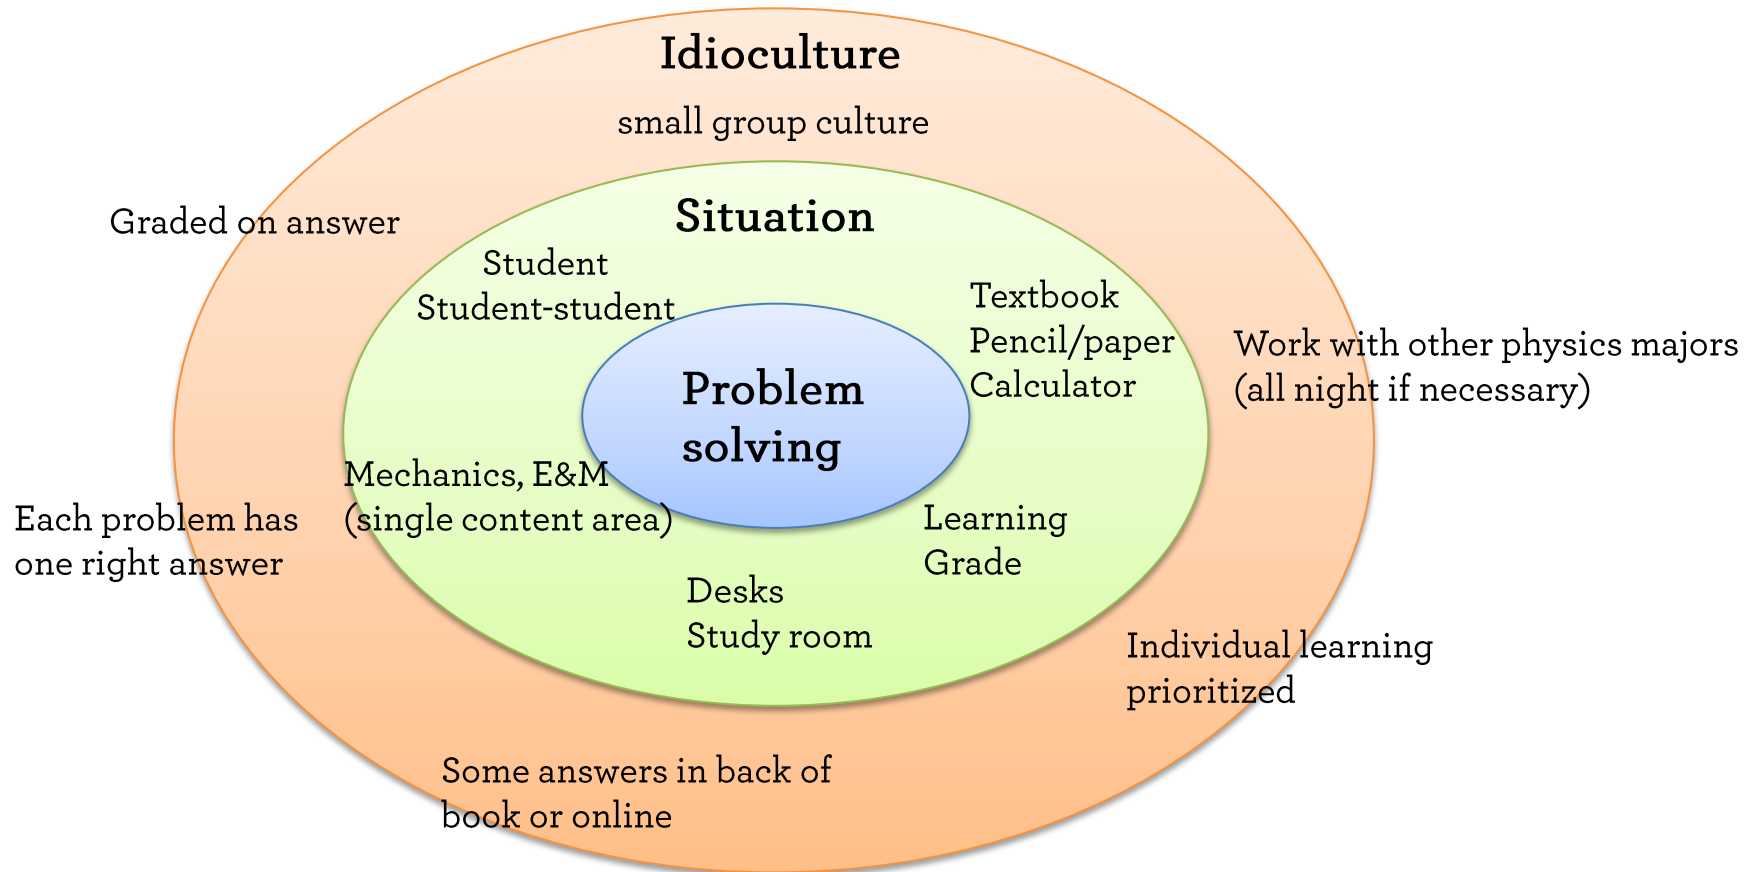 Idioculture
small group culture
Graded on answer
Situation
Student
Student-student
Textbook
Pencil/paper
Calculator
Work with other physics majors
(all night if necessary)
Problem
solving
Mechanics, E&M
(single content area)
Each problem has
one right answer
Learning
Grade
Desks
Study room
Individual learning
prioritized
Some answers in back of
book or online